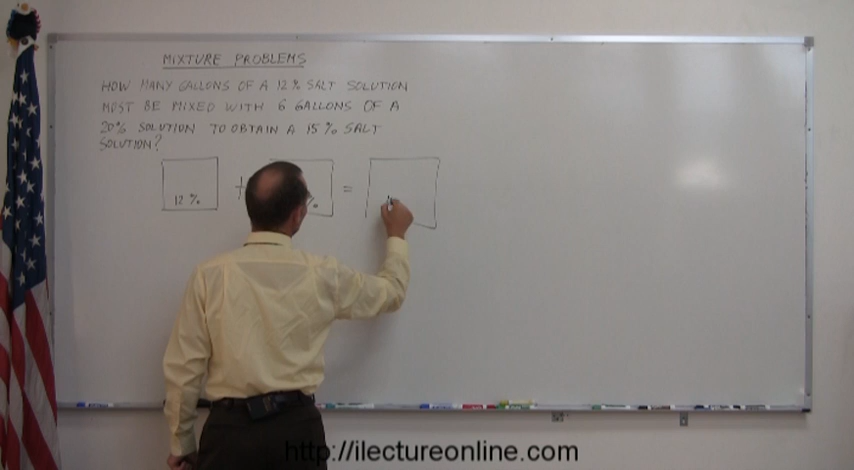 MIXTURE PROBLEMS
HOW MANY GALLONS OF A 12% SALT SOLUTION
MUST BE MIXED WITH 6 GALLONS OF A
20% SOLUTION TO OBTAIN A 15% SALT
SOLUTION?
12% + % =
http://ilectureonline.com